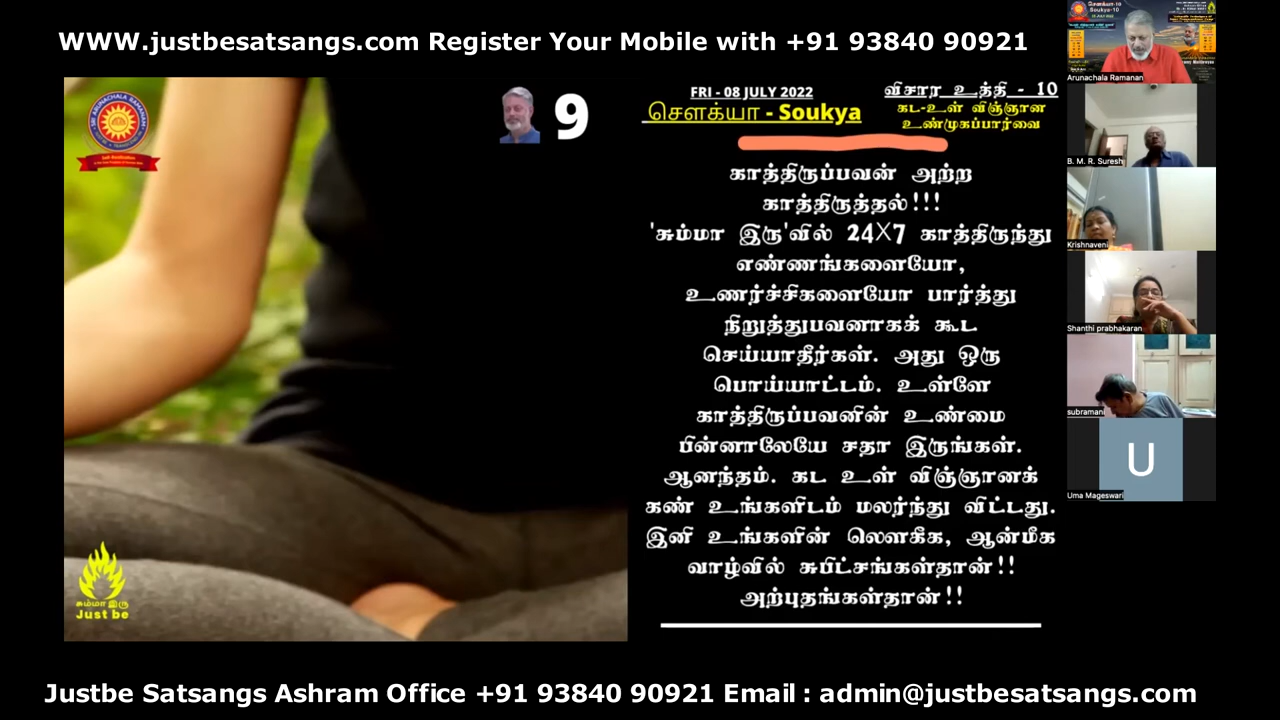 WWW.justbesatsangs.com Register Your Mobile with +91 93840 90921
9
FRI - 08 JULY 2022
சௌக்யா - Soukya
விசார உத்தி - 10
கட-உள் விஞ்ஞான
உண்முகப்பார்வை
காத்திருப்பவன் அற்ற
காத்திருத்தல்!!!
'சும்மா இரு'வில் 24X7 காத்திருந்து
எண்ணங்களையோ,
உணர்ச்சிகளையோ பார்த்து
நிறுத்துபவனாகக் கூட
செய்யாதீர்கள். அது ஒரு
பொய்யாட்டம். உள்ளே
காத்திருப்பவனின் உண்மை
பின்னாலேயே சதா இருங்கள்.
ஆனந்தம். கட உள் விஞ்ஞானக்
கண் உங்களிடம் மலர்ந்து விட்டது.
இனி உங்களின் லௌகீக, ஆன்மீக
வாழ்வில் சுபிட்சங்கள்தான்!!
அற்புதங்கள்தான்!!
சும்மா இரு
Just be
சௌக்யா-10
Soukya-10
Arunachala Ramanan
B. M. R. Suresh
Krishnaveni
Shanthi prabhakaran
subramani
U
Uma Mageswari
Justbe Satsangs Ashram Office +91 93840 90921 Email : admin@justbesatsangs.com